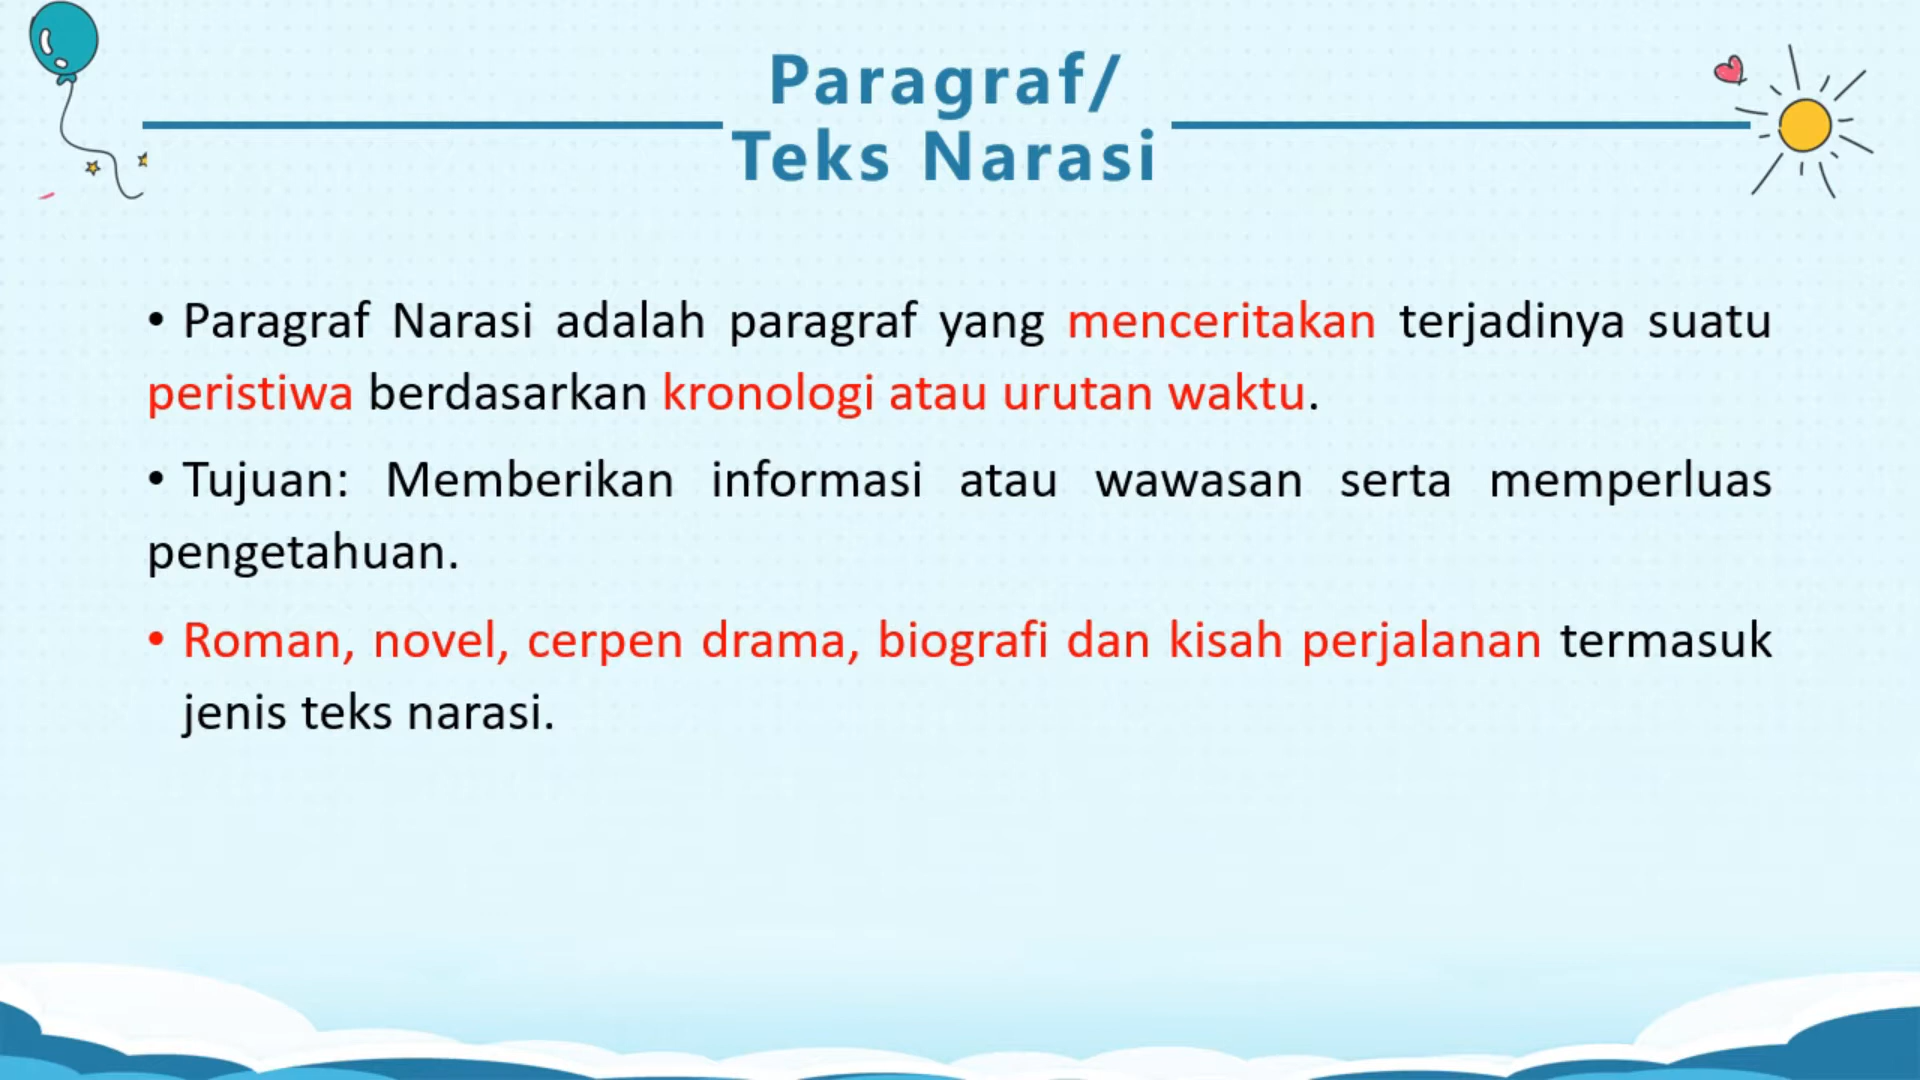 Paragraf/
Teks Narasi
• Paragraf Narasi adalah paragraf yang menceritakan terjadinya suatu
peristiwa berdasarkan kronologi atau urutan waktu.
• Tujuan: Memberikan informasi atau wawasan serta memperluas
pengetahuan.
• Roman, novel, cerpen drama, biografi dan kisah perjalanan termasuk
jenis teks narasi.